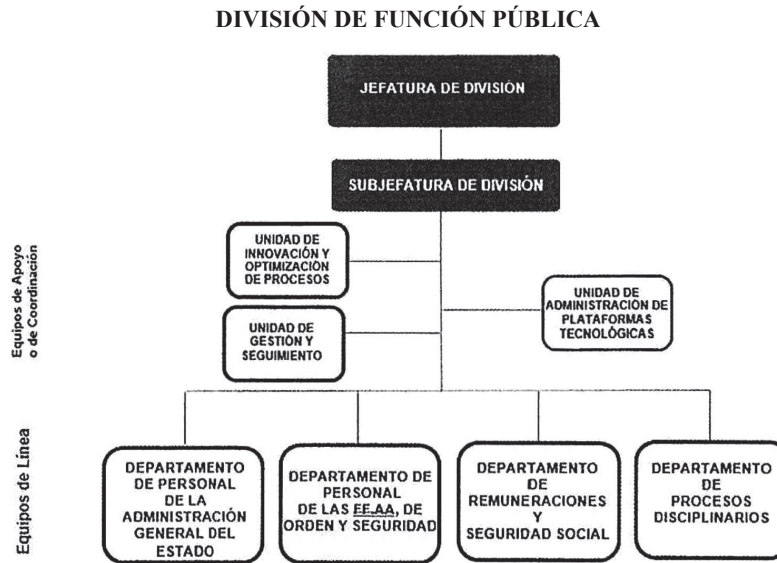 DIVISIÓN DE FUNCIÓN PÚBLICA
JEFATURA DE DIVISIÓN
SUBJEFATURA DE DIVISIÓN
Equipos de Apoyo
o de Coordinación
UNIDAD DE
INNOVACIÓN Y
OPTIMIZACIÓN
DE PROCESOS
UNIDAD DE
ADMINISTRACIÓN DE
PLATAFORMAS
TECNOLÓGICAS
UNIDAD DE
GESTIÓN Y
SEGUIMIENTO
Equipos de Línea
DEPARTAMENTO
DE PERSONAL
DE LA
ADMINISTRACIÓN
GENERAL DEL
ESTADO
DEPARTAMENTO DE
PERSONAL
DE LAS FF.AA, DE
ORDEN Y SEGURIDAD
DEPARTAMENTO
DE
REMUNERACIONES
Y
SEGURIDAD SOCIAL
DEPARTAMENTO
DE
PROCESOS
DISCIPLINARIOS